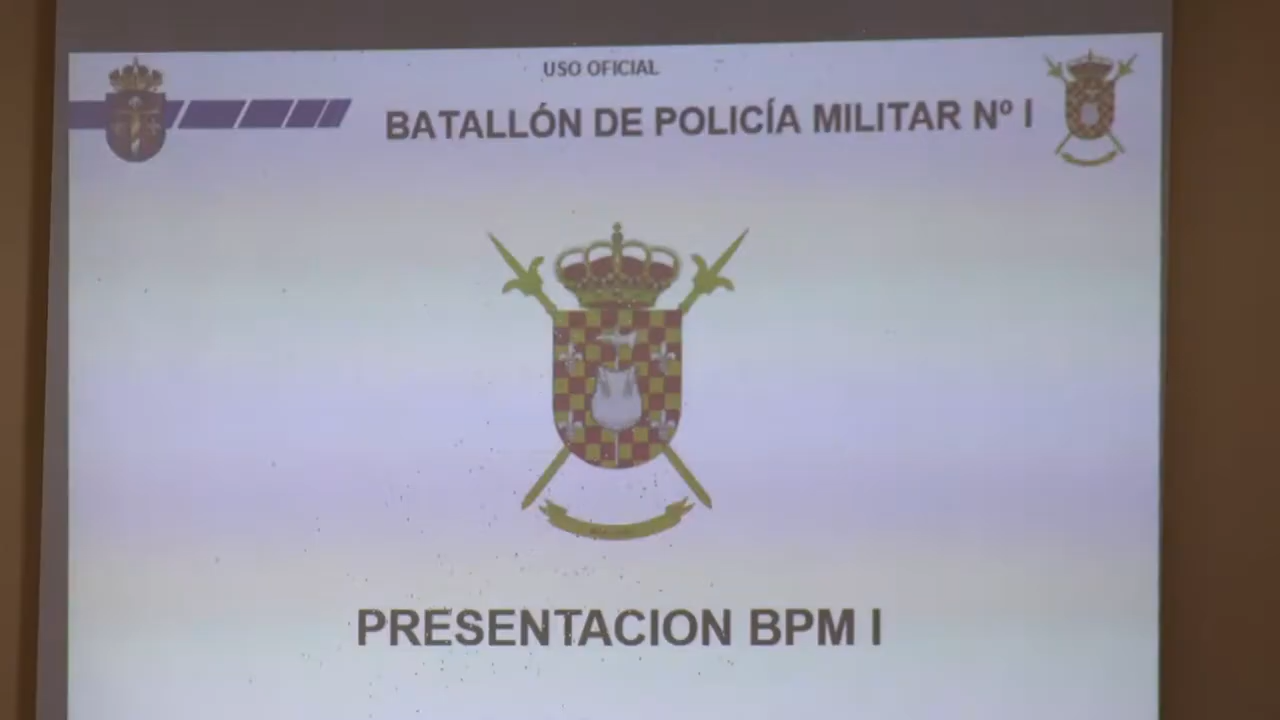 USO OFICIAL
BATALLÓN DE POLICÍA MILITAR Nº I
PRESENTACION BPM I